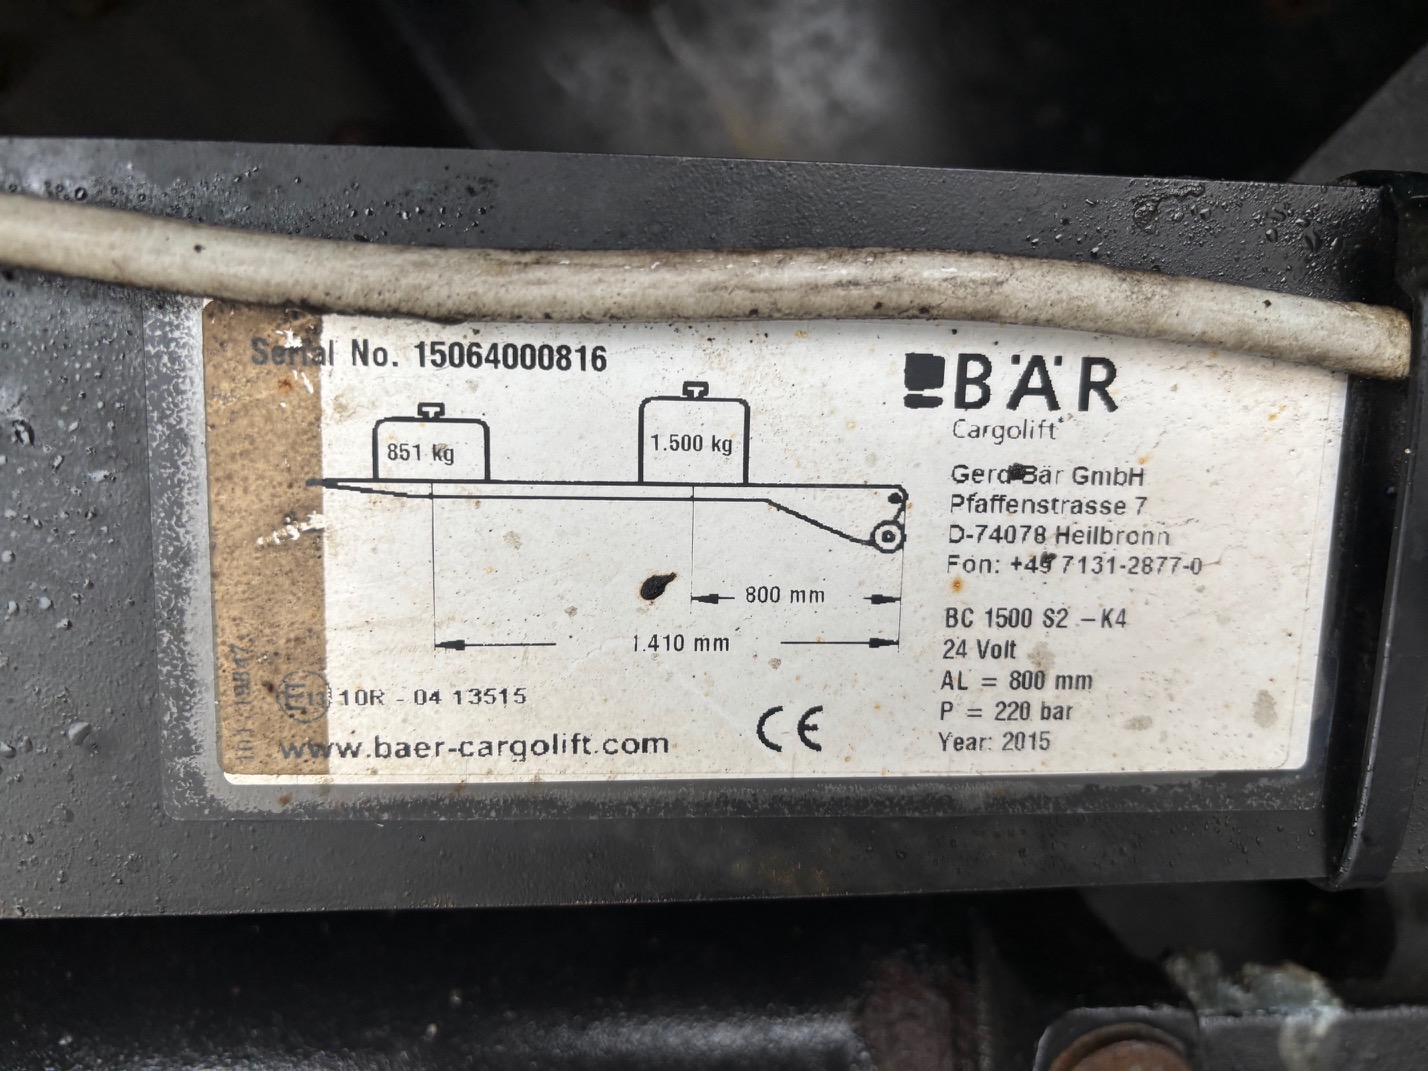 Serial No. 15064000816
851 kg
1.500 kg
800 mm
1.410 mm
10R - 04 13515
www.baer-cargolift.com
CE
BÄR
Cargolift
Gerd Bär GmbH
Pfaffenstrasse 7
D-74078 Heilbronn
Fon: +49 7131-2877-0
BC 1500 S2 - K4
24 Volt
AL = 800 mm
P = 220 bar
Year: 2015